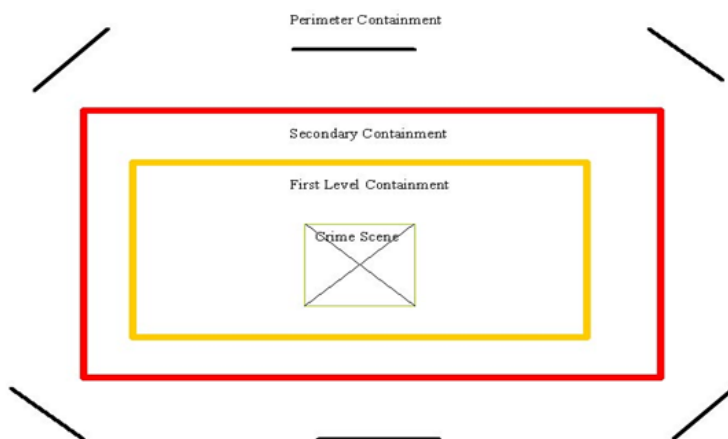 Perimeter Containment
Secondary Containment
First Level Containment
Crime Scene